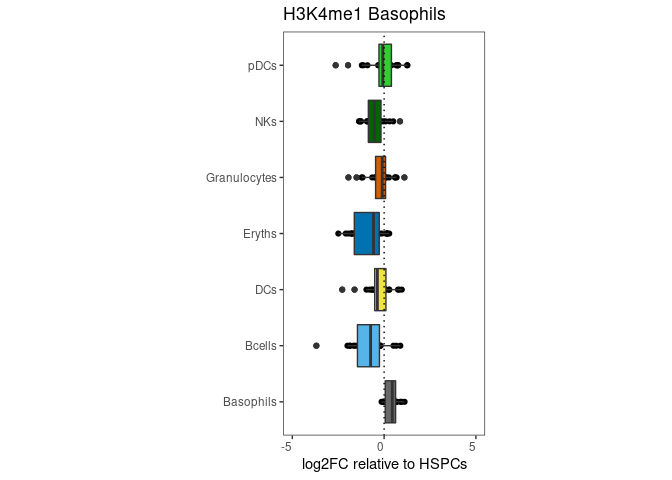 H3K4me1 Basophils
pDCs
NKs
Granulocytes
Eryths
DCs
Bcells
Basophils
-5 0 5
log2FC relative to HSPCs